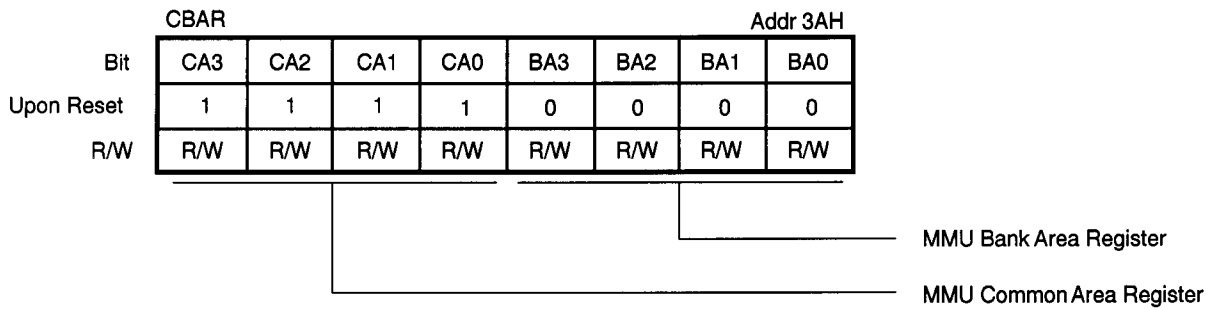 CBAR Addr 3AH
Bit CA3 CA2 CA1 CA0 BA3 BA2 BA1 BA0
Upon Reset 1 1 1 1 0 0 0 0
R/W R/W R/W R/W R/W R/W R/W R/W R/W
MMU Bank Area Register
MMU Common Area Register